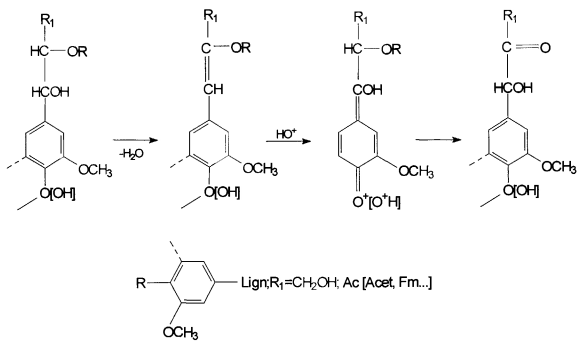 R1 R1 R1 R1
HC—OR C—OR HC—OR C═O
HCOH CH COH HCOH
-H2O HO+
OCH3 OCH3 OCH3 OCH3
O[OH] O[OH] O+[O+H] O[OH]
R Lign;R1=CH2OH; Ac [Acet, Fm...]
OCH3